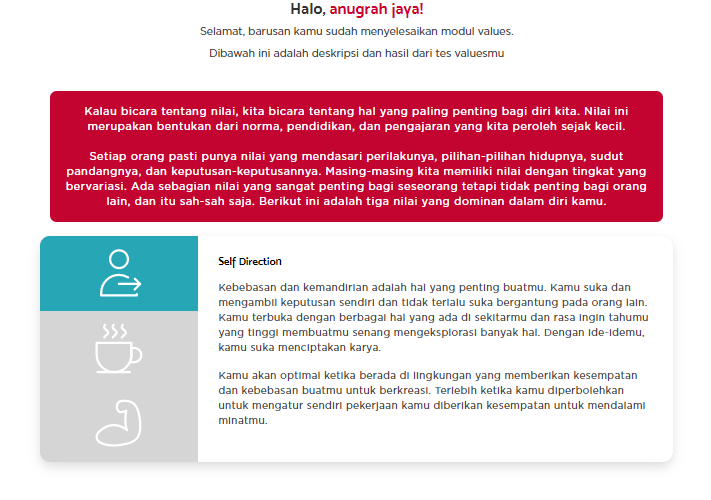 Halo, anugrah jaya!
Selamat, barusan kamu sudah menyelesaikan modul values.
Dibawah ini adalah deskripsi dan hasil dari tes valuesmu
Kalau bicara tentang nilai, kita bicara tentang hal yang paling penting bagi diri kita. Nilai ini
merupakan bentukan dari norma, pendidikan, dan pengajaran yang kita peroleh sejak kecil.
Setiap orang pasti punya nilai yang mendasari perilakunya, pilihan-pilihan hidupnya, sudut
pandangnya, dan keputusan-keputusannya. Masing-masing kita memiliki nilai dengan tingkat yang
bervariasi. Ada sebagian nilai yang sangat penting bagi seseorang tetapi tidak penting bagi orang
lain, dan itu sah-sah saja. Berikut ini adalah tiga nilai yang dominan dalam diri kamu.
Self Direction
Kebebasan dan kemandirian adalah hal yang penting buatmu. Kamu suka dan
mengambil keputusan sendiri dan tidak terlalu suka bergantung pada orang lain.
Kamu terbuka dengan berbagai hal yang ada di sekitarmu dan rasa ingin tahumu
yang tinggi membuatmu senang mengeksplorasi banyak hal. Dengan ide-idemu,
kamu suka menciptakan karya.
Kamu akan optimal ketika berada di lingkungan yang memberikan kesempatan
dan kebebasan buatmu untuk berkreasi. Terlebih ketika kamu diperbolehkan
untuk mengatur sendiri pekerjaan kamu diberikan kesempatan untuk mendalami
minatmu.